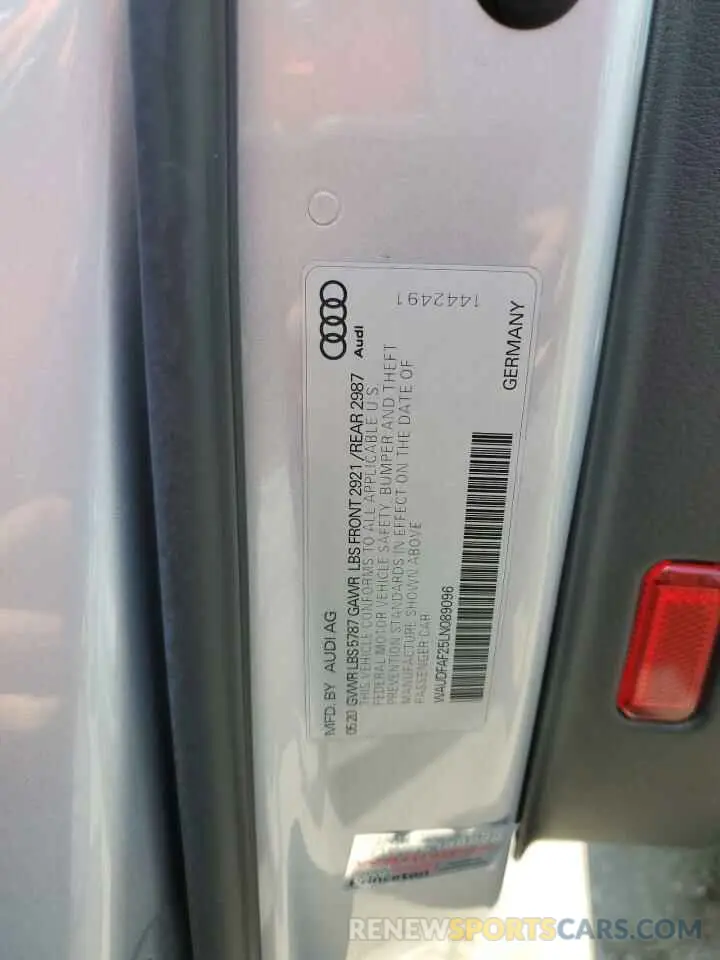 Audi
1442491
MFD. BY AUDI AG
05 20 GVWR LBS 5787 GAWR LBS FRONT 2921 /REAR 2987
THIS VEHICLE CONFORMS TO ALL APPLICABLE U.S.
FEDERAL MOTOR VEHICLE SAFETY, BUMPER AND THEFT
PREVENTION STANDARDS IN EFFECT ON THE DATE OF
MANUFACTURE SHOWN ABOVE
PASSENGER CAR
WAUDFAF25LN089096
GERMANY
Princeton
RENEWSPORTSCARS.COM